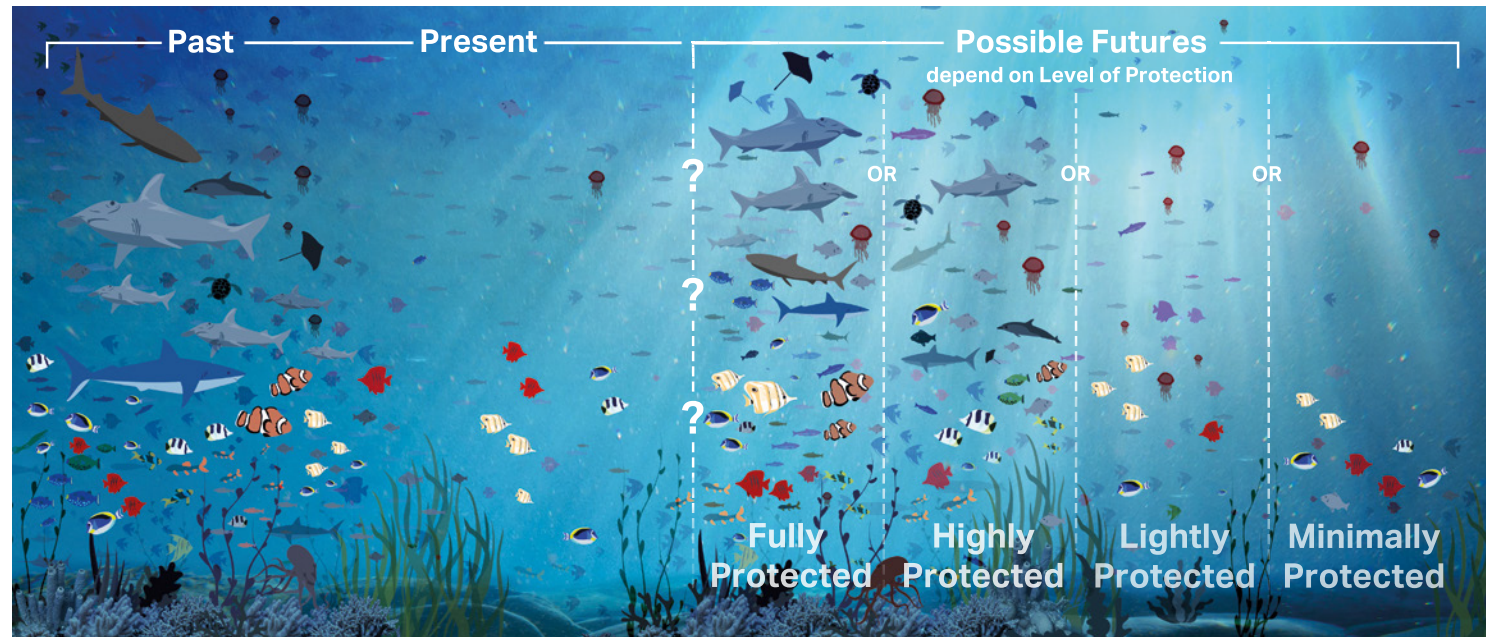 Past
Present
Possible Futures
depend on Level of Protection
?
OR
OR
OR
?
?
Fully
Protected
Highly
Protected
Lightly
Protected
Minimally
Protected